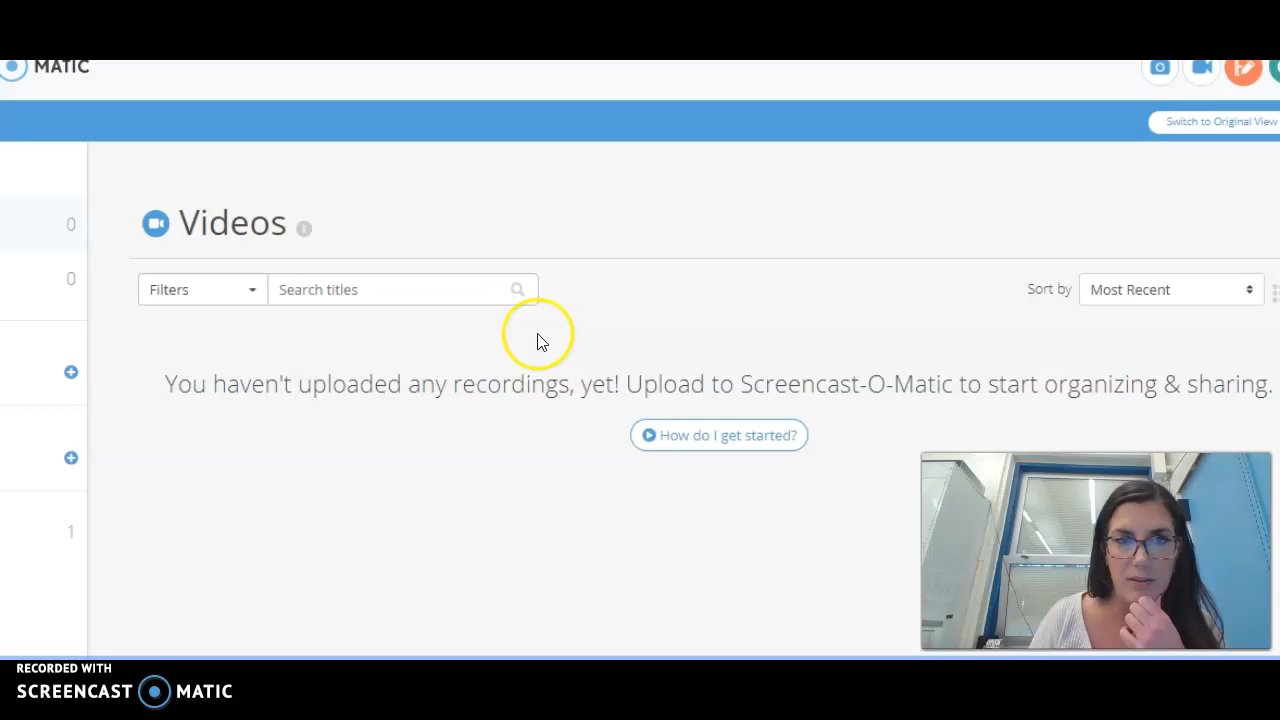 MATIC
Switch to Original View
0
Videos
Filters
Search titles
Sort by
Most Recent
0
You haven't uploaded any recordings, yet! Upload to Screencast-O-Matic to start organizing & sharing.
How do I get started?
1
RECORDED WITH
SCREENCAST MATIC